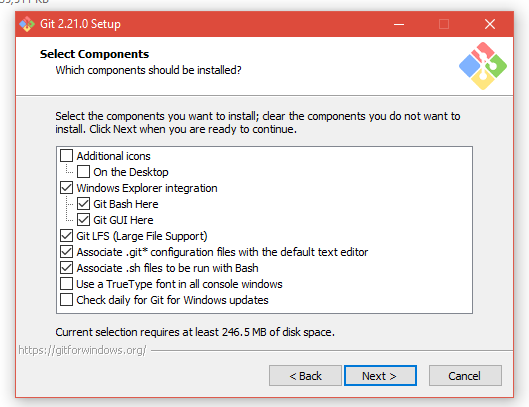 Git 2.21.0 Setup
Select Components
Which components should be installed?
Select the components you want to install; clear the components you do not want to
install. Click Next when you are ready to continue.
Additional icons
On the Desktop
Windows Explorer integration
Git Bash Here
Git GUI Here
Git LFS (Large File Support)
Associate .git* configuration files with the default text editor
Associate .sh files to be run with Bash
Use a TrueType font in all console windows
Check daily for Git for Windows updates
Current selection requires at least 246.5 MB of disk space.
https://gitforwindows.org/
< Back
Next >
Cancel